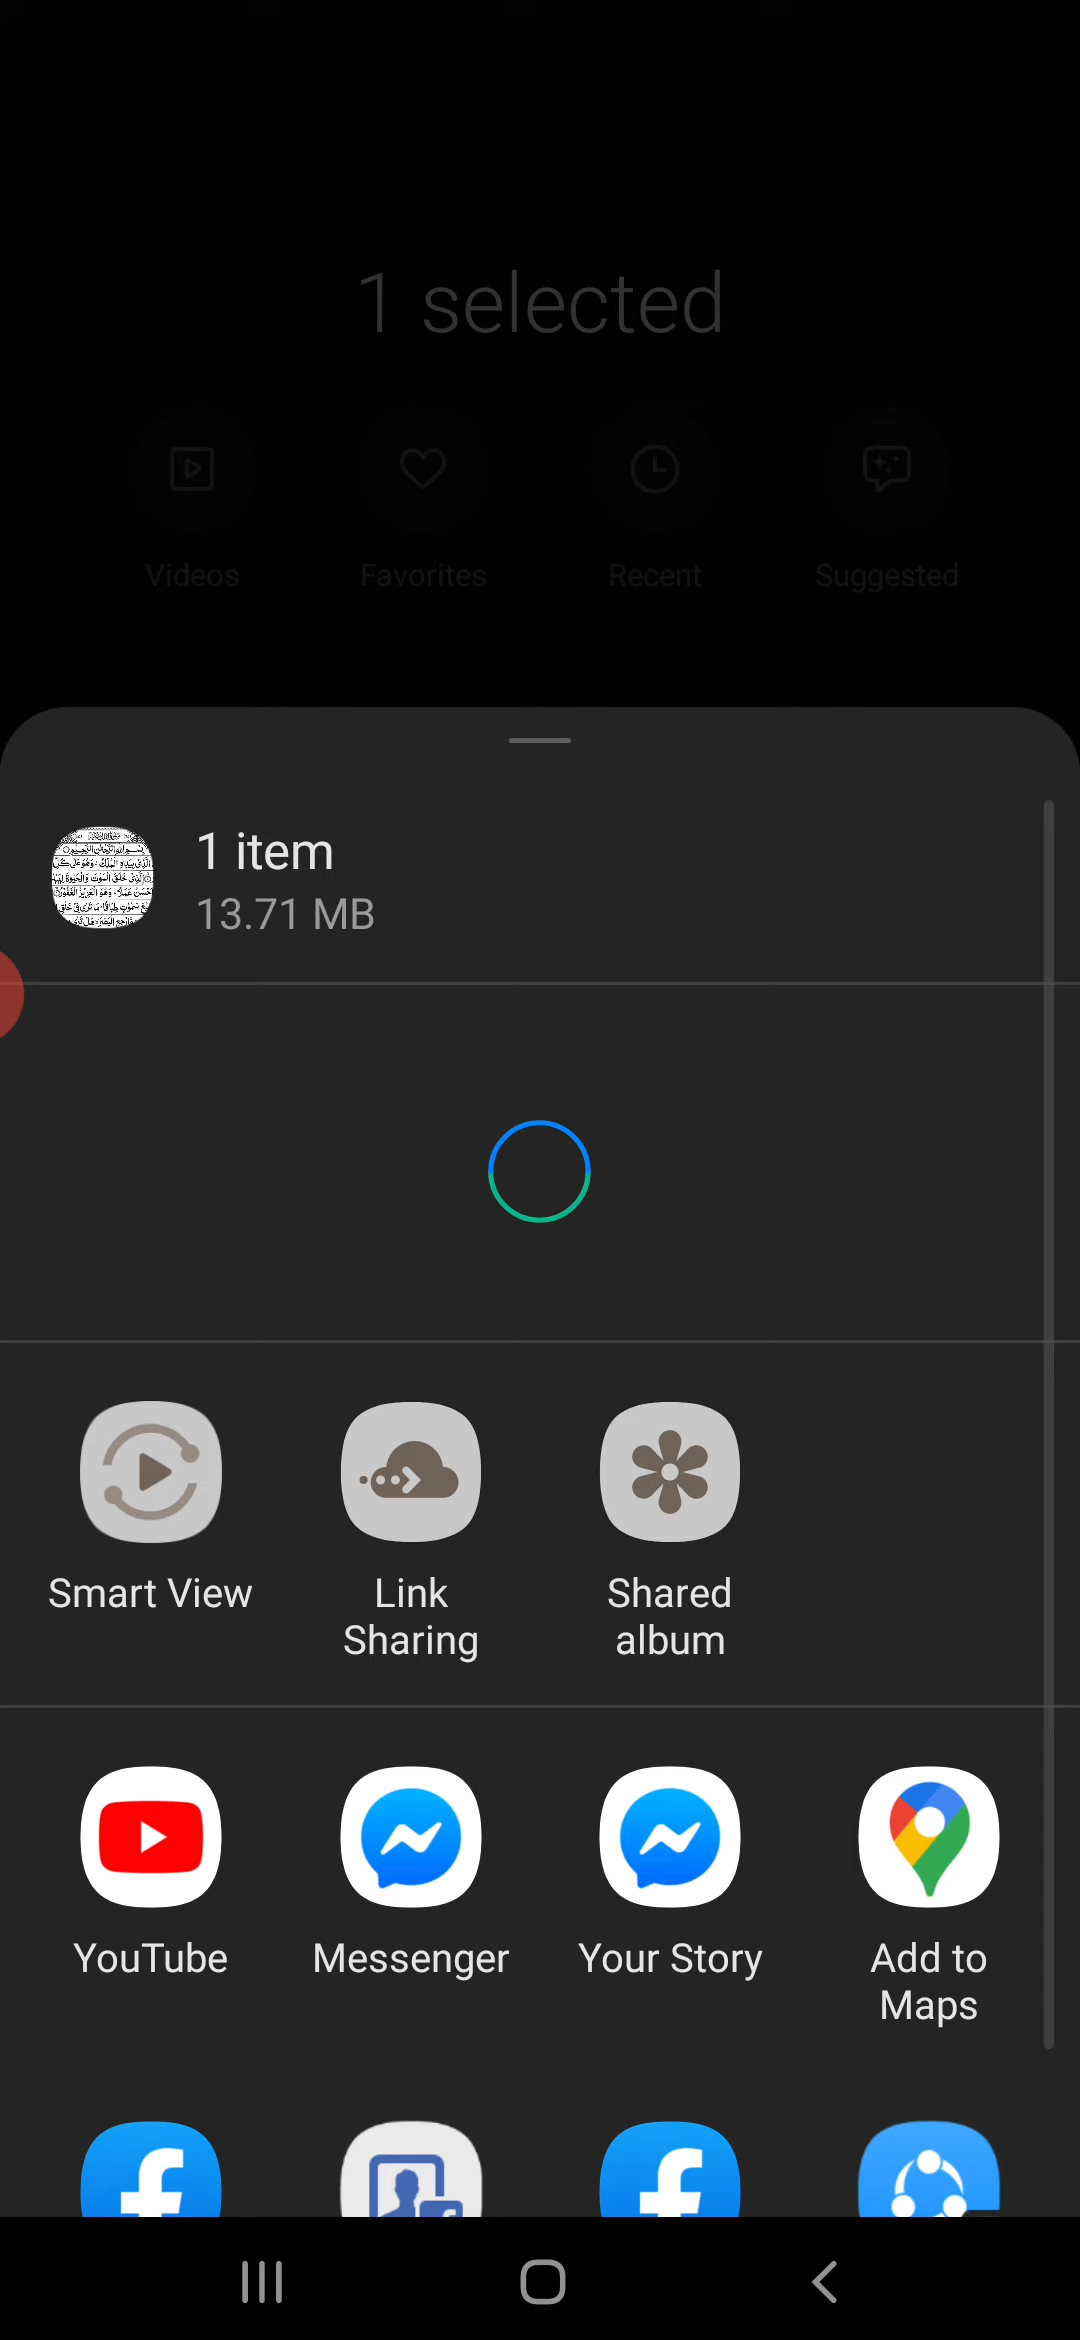 1 selected
Videos
Favorites
Recent
Suggested
1 item
13.71 MB
Smart View
Link
Sharing
Shared
album
YouTube
Messenger
Your Story
Add to
Maps